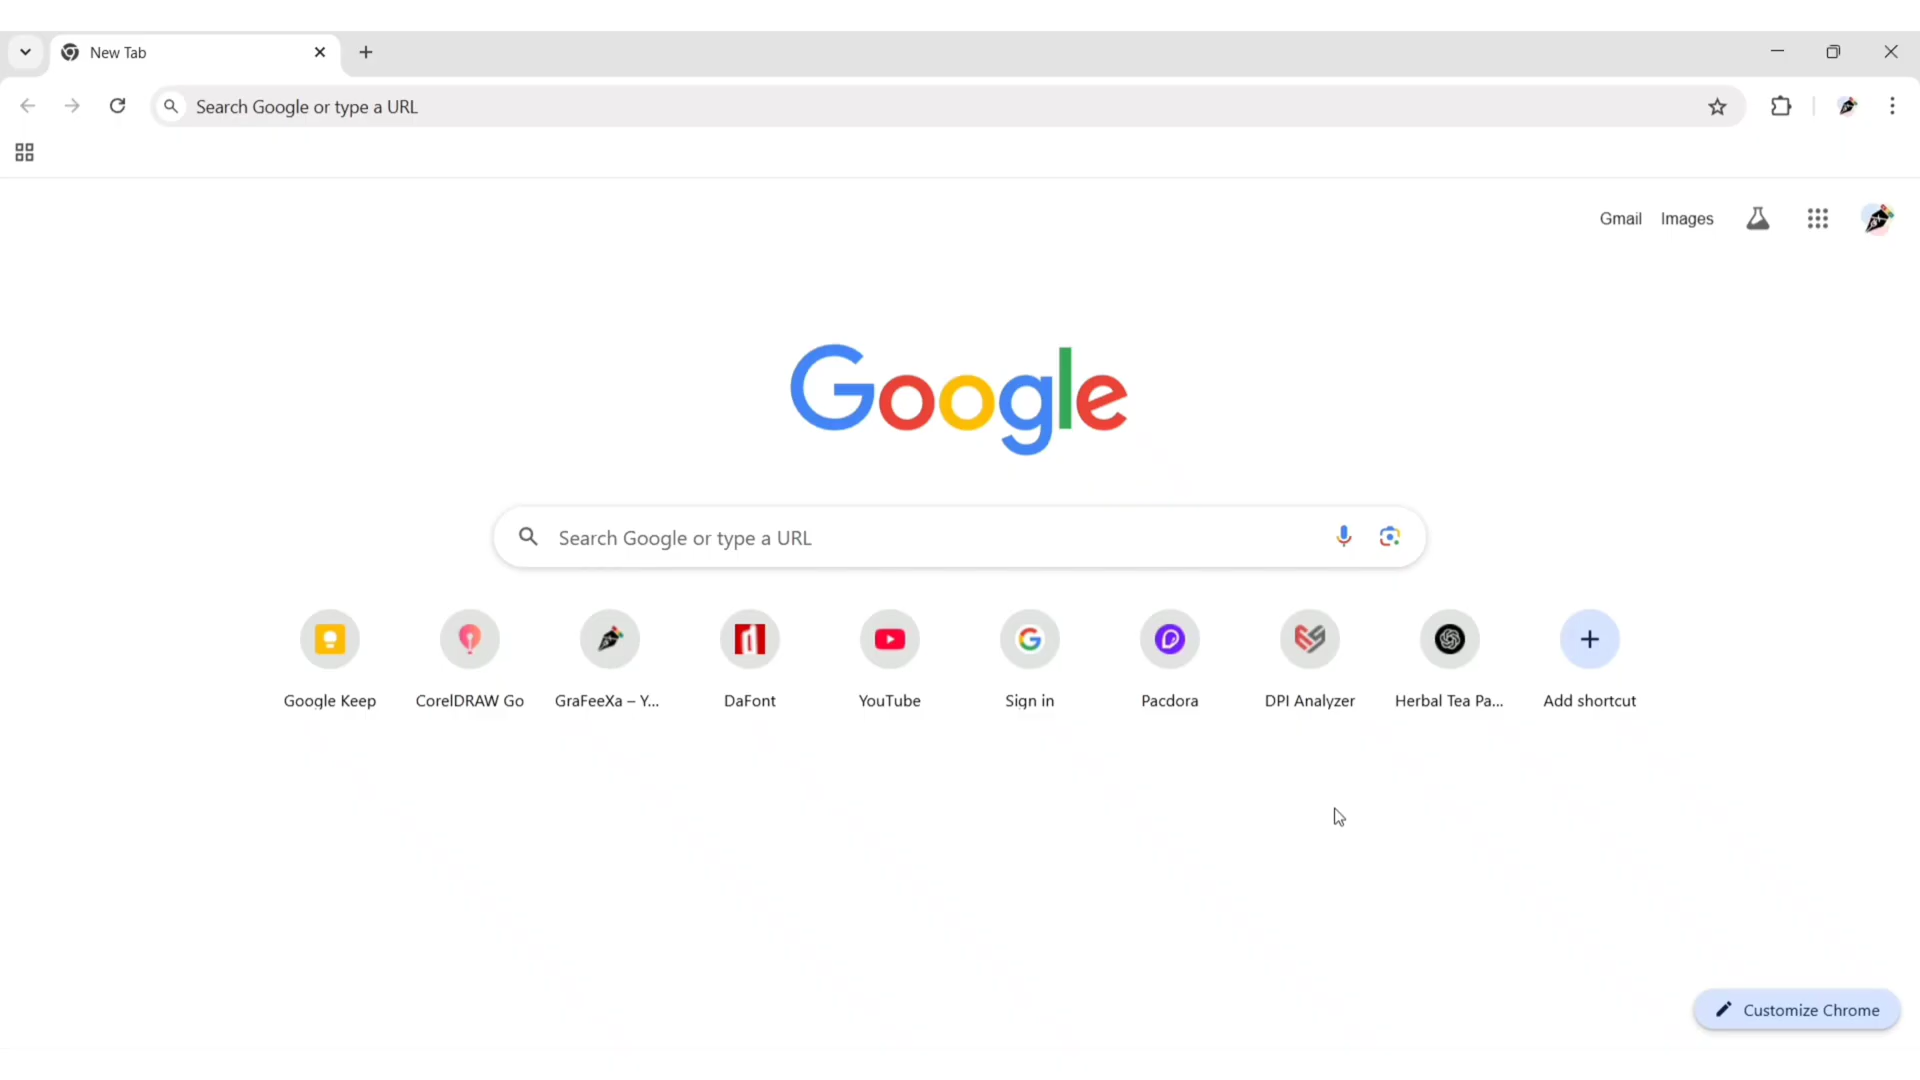 New Tab
Search Google or type a URL
Gmail Images
Google
Search Google or type a URL
Google Keep CorelDRAW Go GraFeeXa – Y... DaFont YouTube Sign in Pacdora DPI Analyzer Herbal Tea Pa... Add shortcut
Customize Chrome